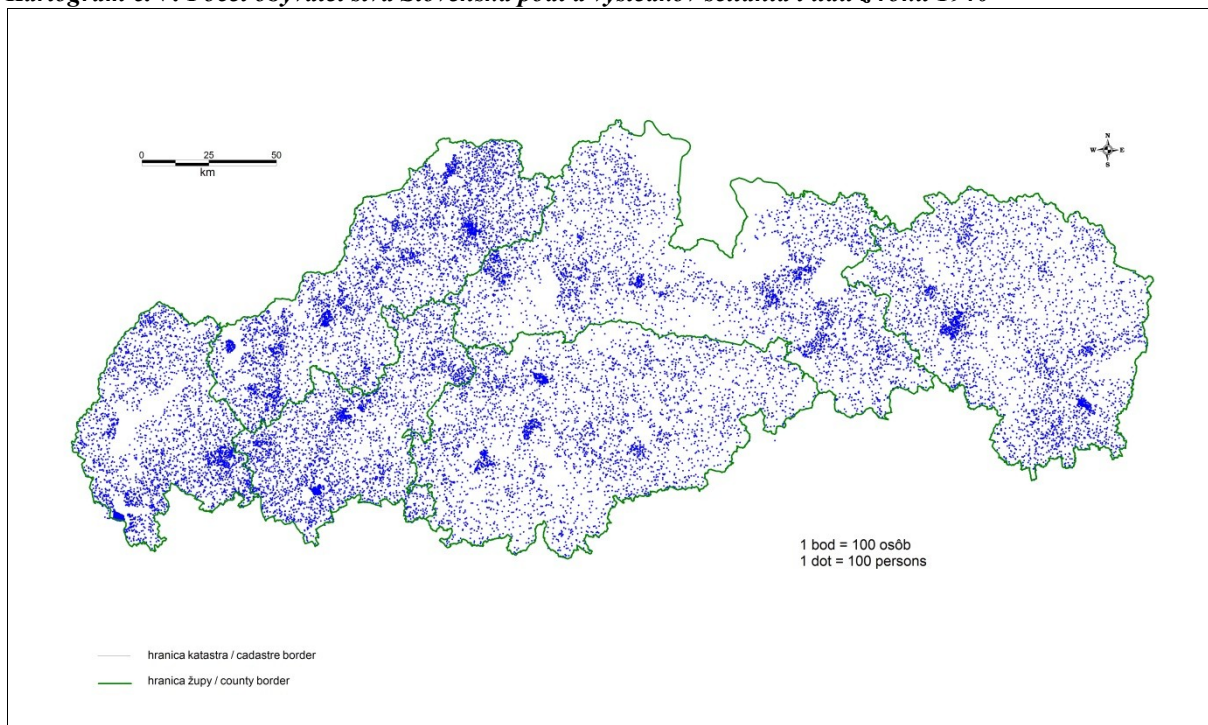 0 25 50
km
N
W E
S
1 bod = 100 osôb
1 dot = 100 persons
hranica katastra / cadastre border
hranica župy / county border